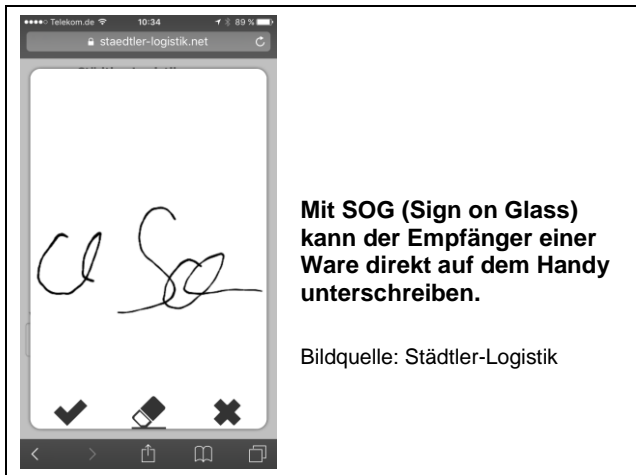 Telekom.de 10:34 89 %
staedtler-logistik.net
Mit SOG (Sign on Glass)
kann der Empfänger einer
Ware direkt auf dem Handy
unterschreiben.
Bildquelle: Städtler-Logistik